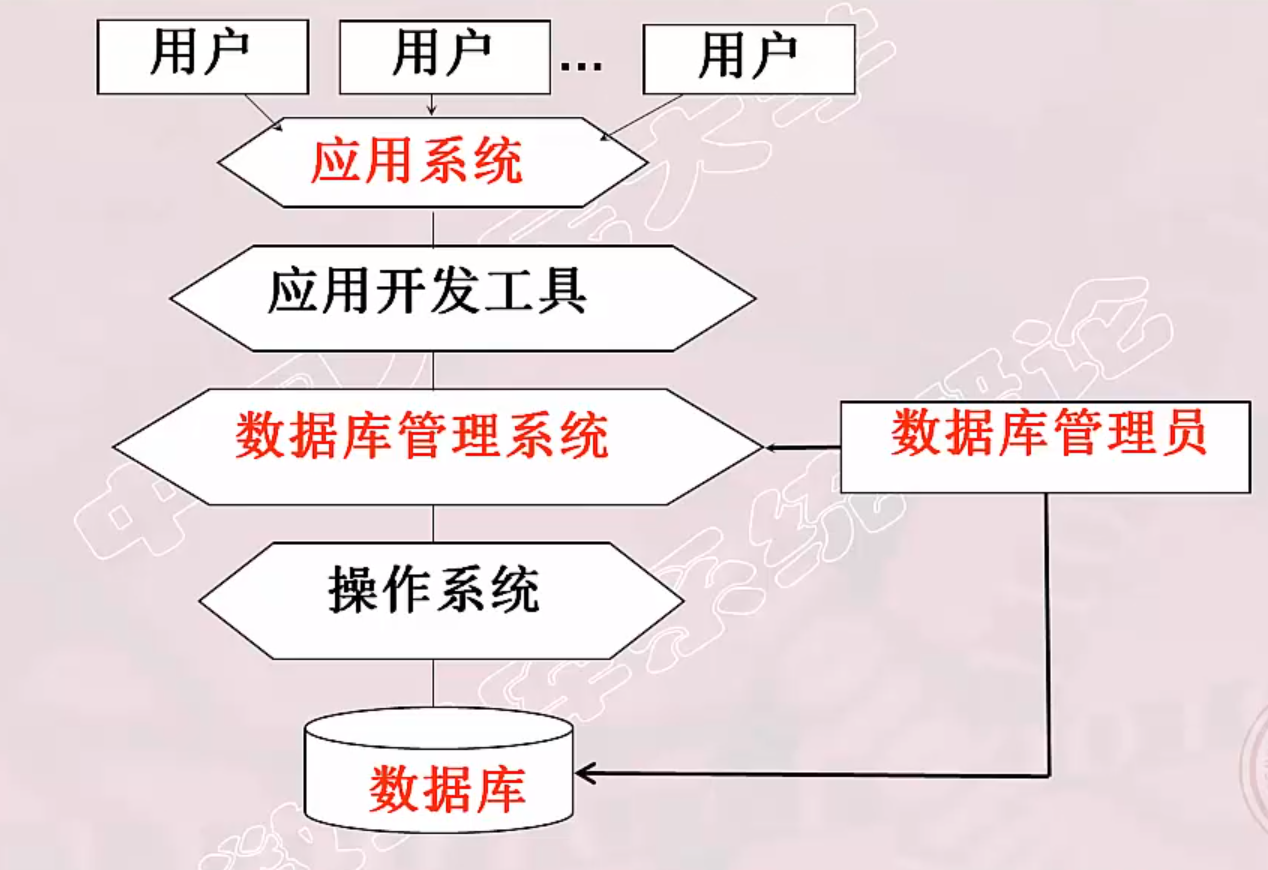 用户
用户
...
用户
应用系统
应用开发工具
数据库管理系统
数据库管理员
操作系统
数据库